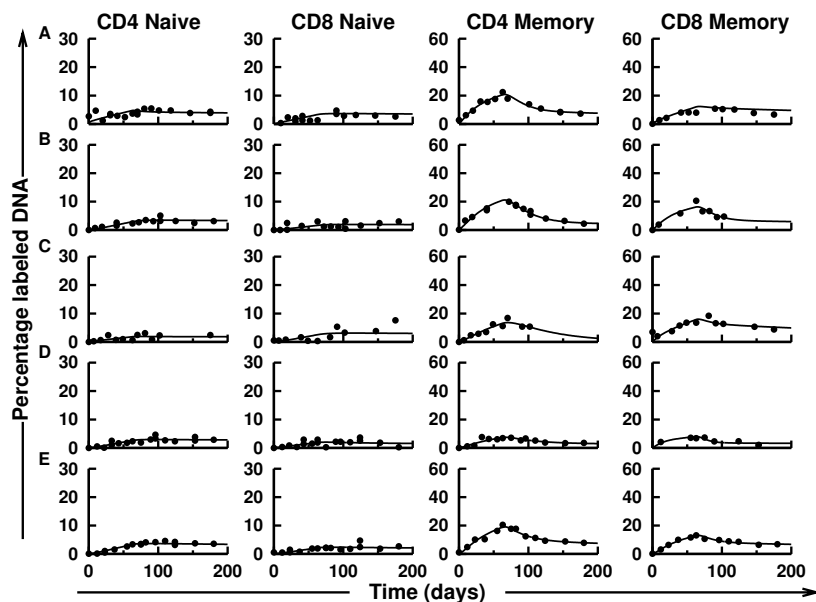 CD4 Naive CD8 Naive CD4 Memory CD8 Memory
A
30 30 60 60
20 20 40 40
10 10 20 20
0 0 0 0
B
30 30 60 60
20 20 40 40
10 10 20 20
0 0 0 0
C
30 30 60 60
20 20 40 40
10 10 20 20
0 0 0 0
D
30 30 60 60
20 20 40 40
10 10 20 20
0 0 0 0
E
30 30 60 60
20 20 40 40
10 10 20 20
0 0 0 0
0 100 200 0 100 200 0 100 200 0 100 200
Percentage labeled DNA
Time (days)